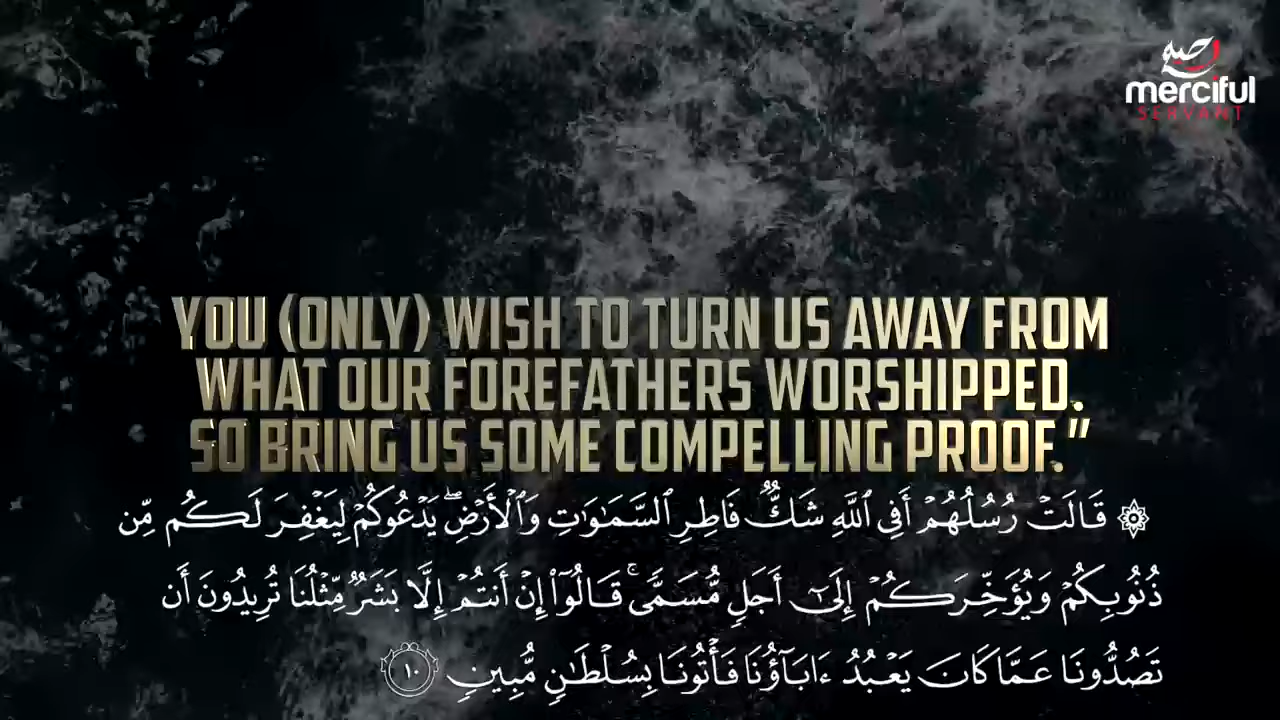 رحمة
merciful
SERVANT
YOU (ONLY) WISH TO TURN US AWAY FROM
WHAT OUR FOREFATHERS WORSHIPPED.
SO BRING US SOME COMPELLING PROOF.”
۞ قَالَتْ رُسُلُهُمْ أَفِي ٱللَّهِ شَكٌّ فَاطِرِ ٱلسَّمَٰوَٰتِ وَٱلْأَرْضِ ۖ يَدْعُوكُمْ لِيَغْفِرَ لَكُم مِّن
ذُنُوبِكُمْ وَيُؤَخِّرَكُمْ إِلَىٰٓ أَجَلٍ مُّسَمًّى ۚ قَالُوٓا۟ إِنْ أَنتُمْ إِلَّا بَشَرٌ مِّثْلُنَا تُرِيدُونَ أَن
تَصُدُّونَا عَمَّا كَانَ يَعْبُدُ ءَابَآؤُنَا فَأْتُونَا بِسُلْطَٰنٍ مُّبِينٍ ١٠